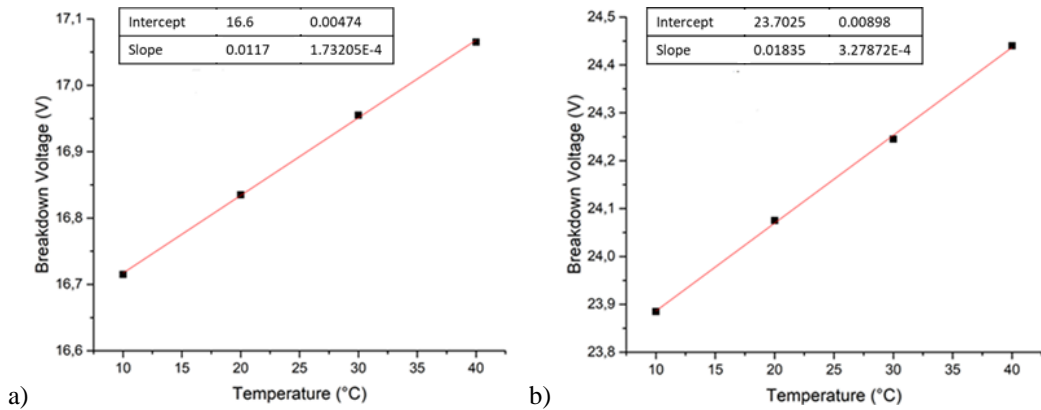 Intercept 16.6 0.00474
Slope 0.0117 1.73205E-4
17,1
17,0
16,9
16,8
16,7
16,6
Breakdown Voltage (V)
10 15 20 25 30 35 40
Temperature (°C)
a)
Intercept 23.7025 0.00898
Slope 0.01835 3.27872E-4
24,5
24,4
24,3
24,2
24,1
24,0
23,9
23,8
Breakdown Voltage (V)
10 15 20 25 30 35 40
Temperature (°C)
b)